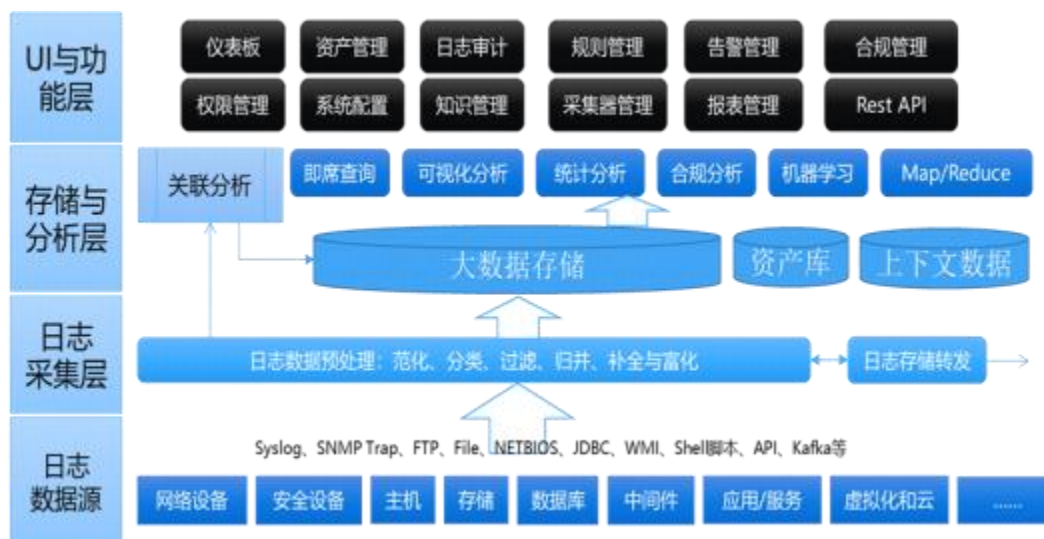 UI与功
能层
仪表板
资产管理
日志审计
规则管理
告警管理
合规管理
权限管理
系统配置
知识管理
采集器管理
报表管理
Rest API
存储与
分析层
关联分析
即席查询
可视化分析
统计分析
合规分析
机器学习
Map/Reduce
大数据存储
资产库
上下文数据
日志
采集层
日志数据预处理：范化、分类、过滤、归并、补全与富化
日志存储转发
日志
数据源
Syslog、SNMP Trap、FTP、File、NETBIOS、JDBC、WMI、Shell脚本、API、Kafka等
网络设备
安全设备
主机
存储
数据库
中间件
应用/服务
虚拟化和云
......